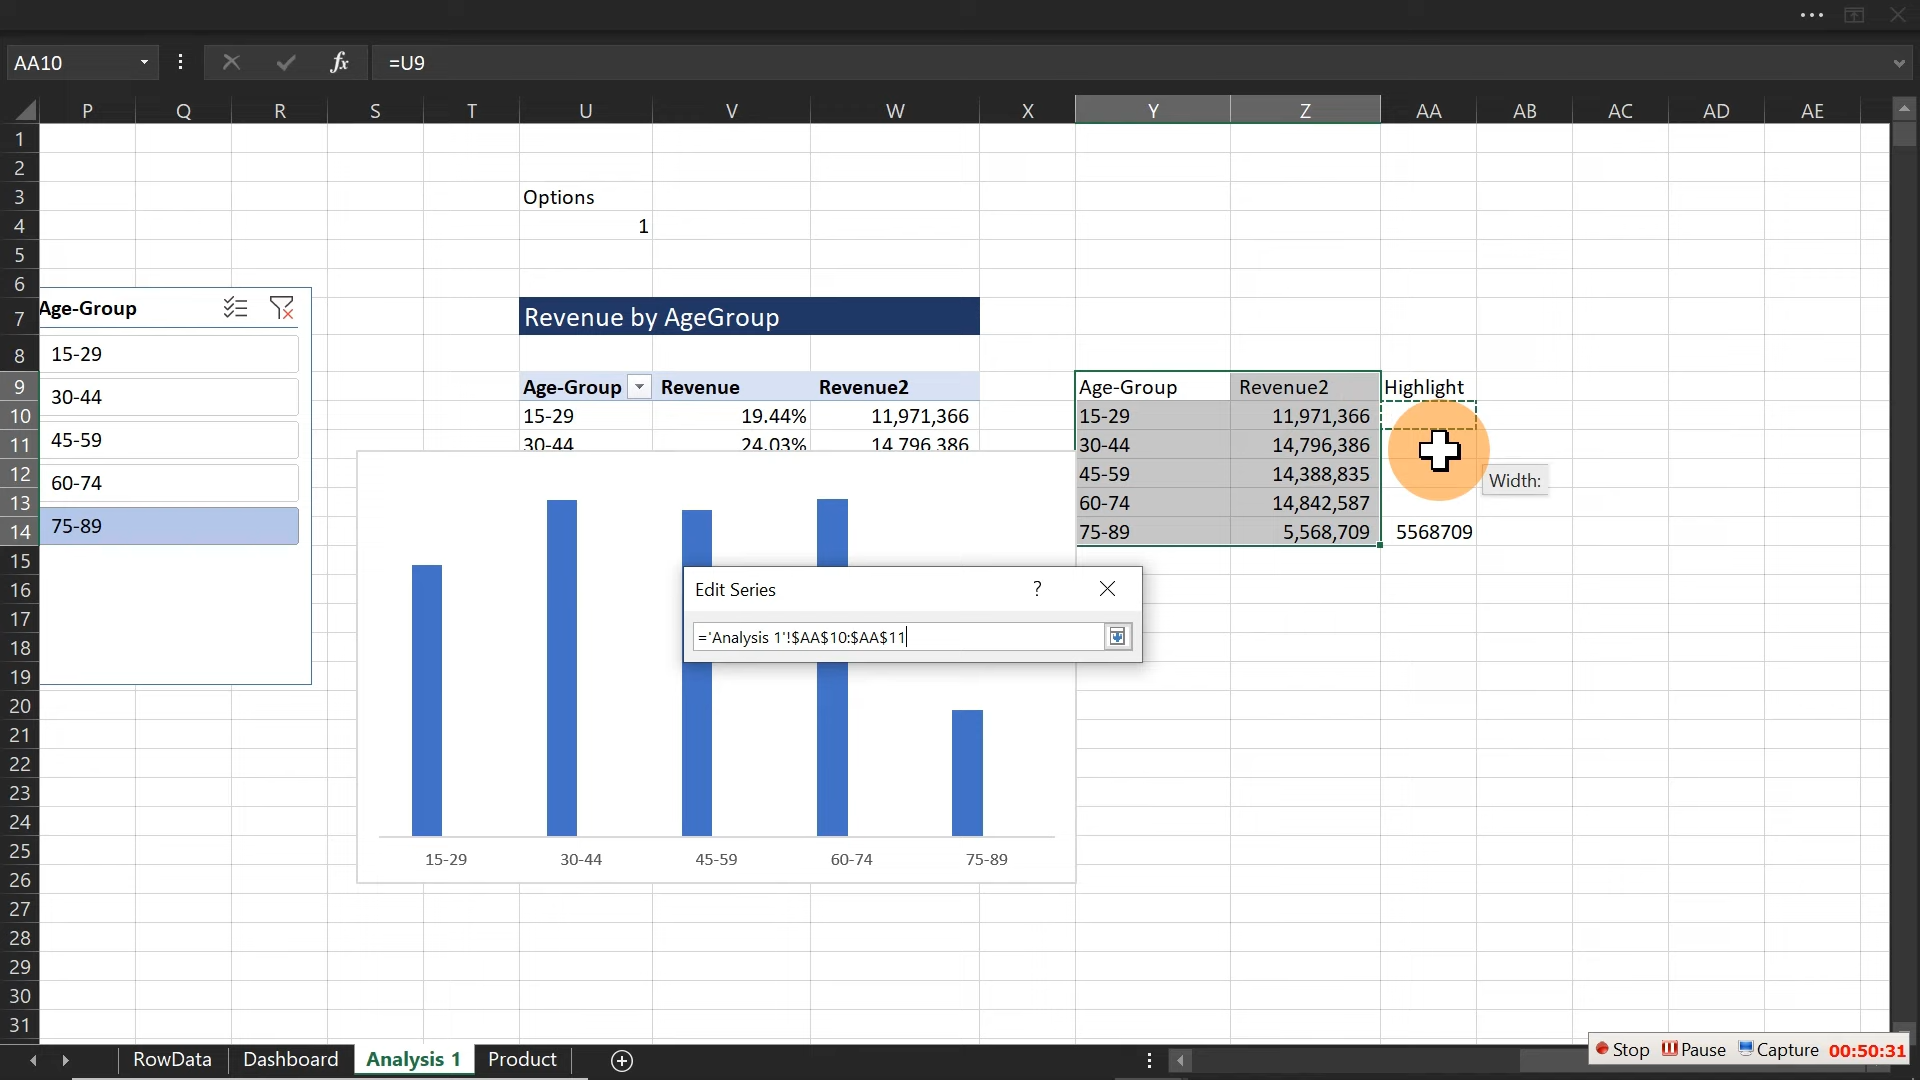 AA10
fx
=U9
P Q R S T U V W X Y Z AA AB AC AD AE
1
2
3 Options
4 1
5
6
Age-Group
7 Revenue by AgeGroup
8 15-29
9 Age-Group Revenue Revenue2 Age-Group Revenue2 Highlight
30-44
10 15-29 19.44% 11,971,366 15-29 11,971,366
11 30-44 24.03% 14,796,386 30-44 14,796,386
45-59
12 45-59 14,388,835
60-74
Width:
13 60-74 14,842,587
14 75-89 5,568,709 5568709
75-89
15
16
Edit Series ?
17
18
='Analysis 1'!$AA$10:$AA$11
19
20
21
22
23
24
25
15-29 30-44 45-59 60-74 75-89
26
27
28
29
30
31
RowData Dashboard Analysis 1 Product
Stop Pause Capture 00:50:31